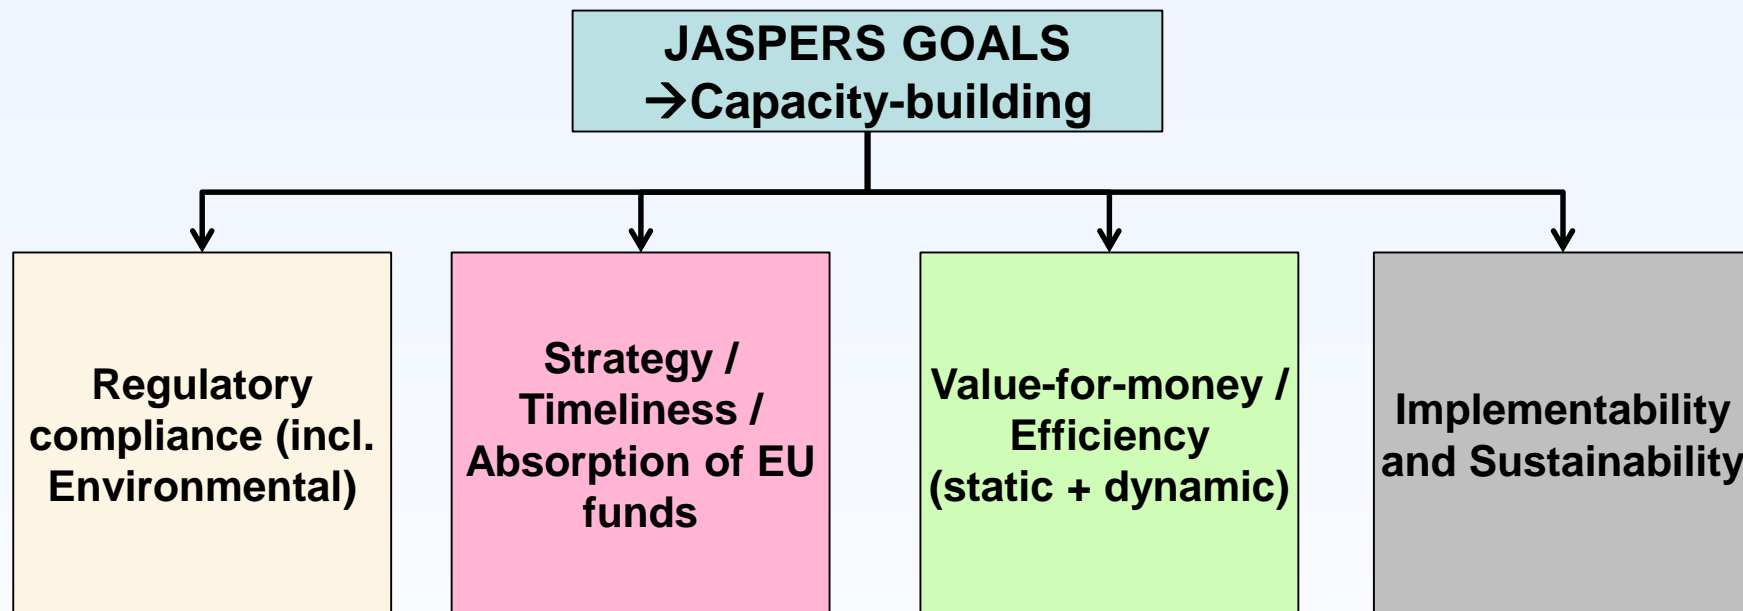 JASPERS GOALS
→Capacity-building
Regulatory
compliance (incl.
Environmental)
Strategy /
Timeliness /
Absorption of EU
funds
Value-for-money /
Efficiency
(static + dynamic)
Implementability
and Sustainability